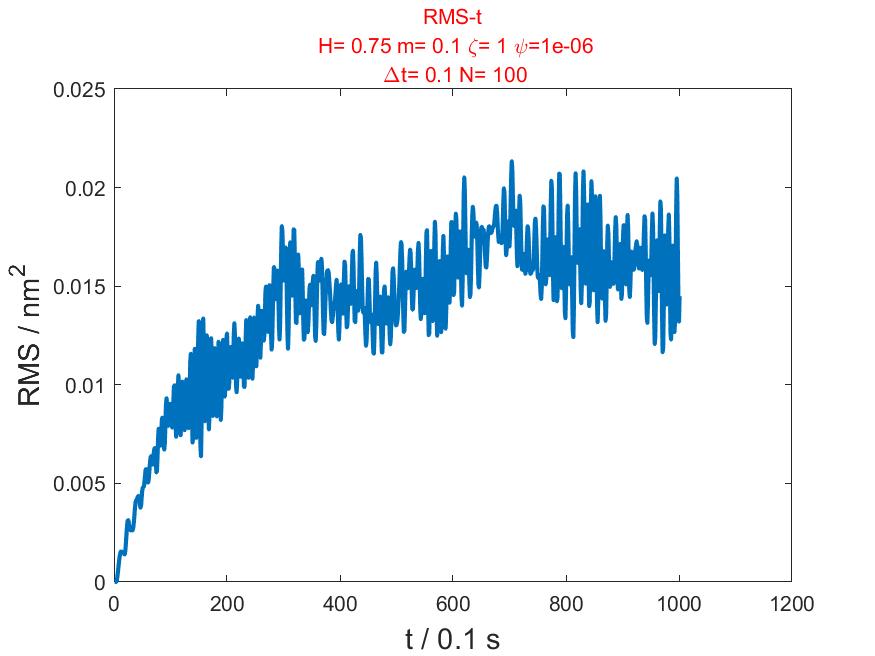 RMS-t
H= 0.75 m= 0.1 ζ= 1 ψ=1e-06
Δt= 0.1 N= 100
0.025
0.02
0.015
0.01
0.005
0
RMS / nm²
0 200 400 600 800 1000 1200
t / 0.1 s